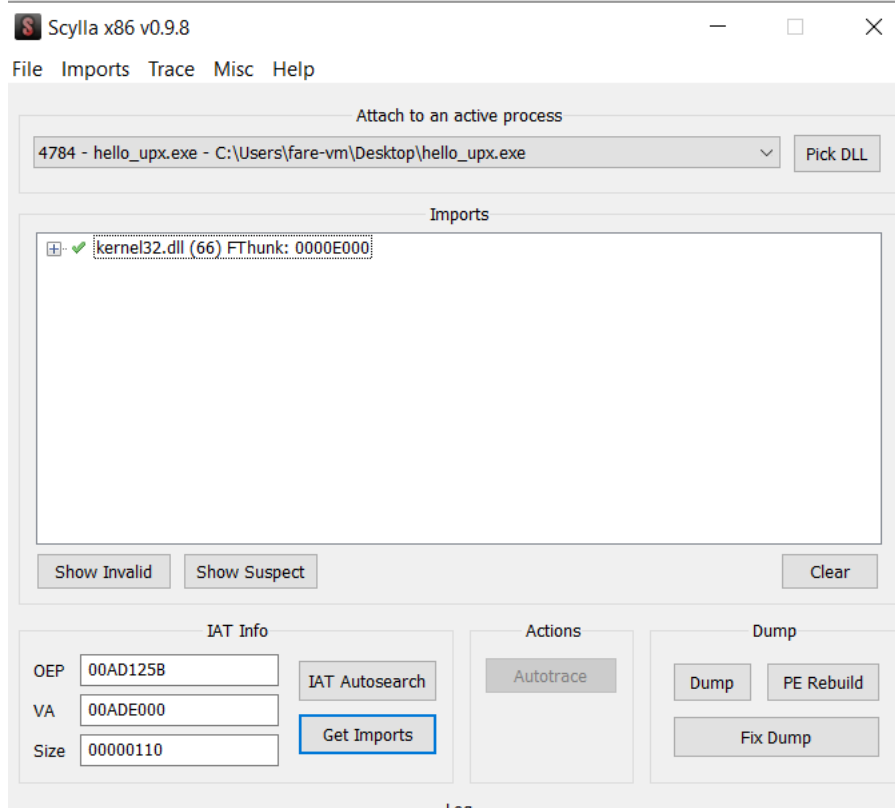 Scylla x86 v0.9.8
File Imports Trace Misc Help
Attach to an active process
4784 - hello_upx.exe - C:\Users\fare-vm\Desktop\hello_upx.exe
Pick DLL
Imports
kernel32.dll (66) FThunk: 0000E000
Show Invalid Show Suspect Clear
IAT Info
OEP 00AD125B
VA 00ADE000
Size 00000110
IAT Autosearch
Get Imports
Actions
Autotrace
Dump
Dump PE Rebuild
Fix Dump